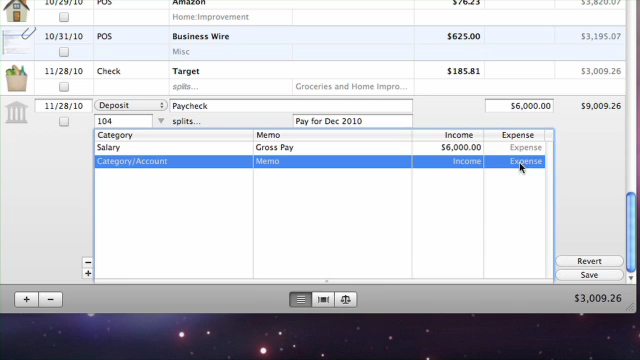 10/29/10 POS Amazon $76.23 $3,820.07
Home:Improvement
10/31/10 POS Business Wire $625.00 $3,195.07
Misc
11/28/10 Check Target $185.81 $3,009.26
splits... Groceries and Home Impro...
11/28/10 Deposit Paycheck $6,000.00 $9,009.26
104 splits... Pay for Dec 2010
Category Memo Income Expense
Salary Gross Pay $6,000.00 Expense
Category/Account Memo Income Expense
Revert
Save
$3,009.26